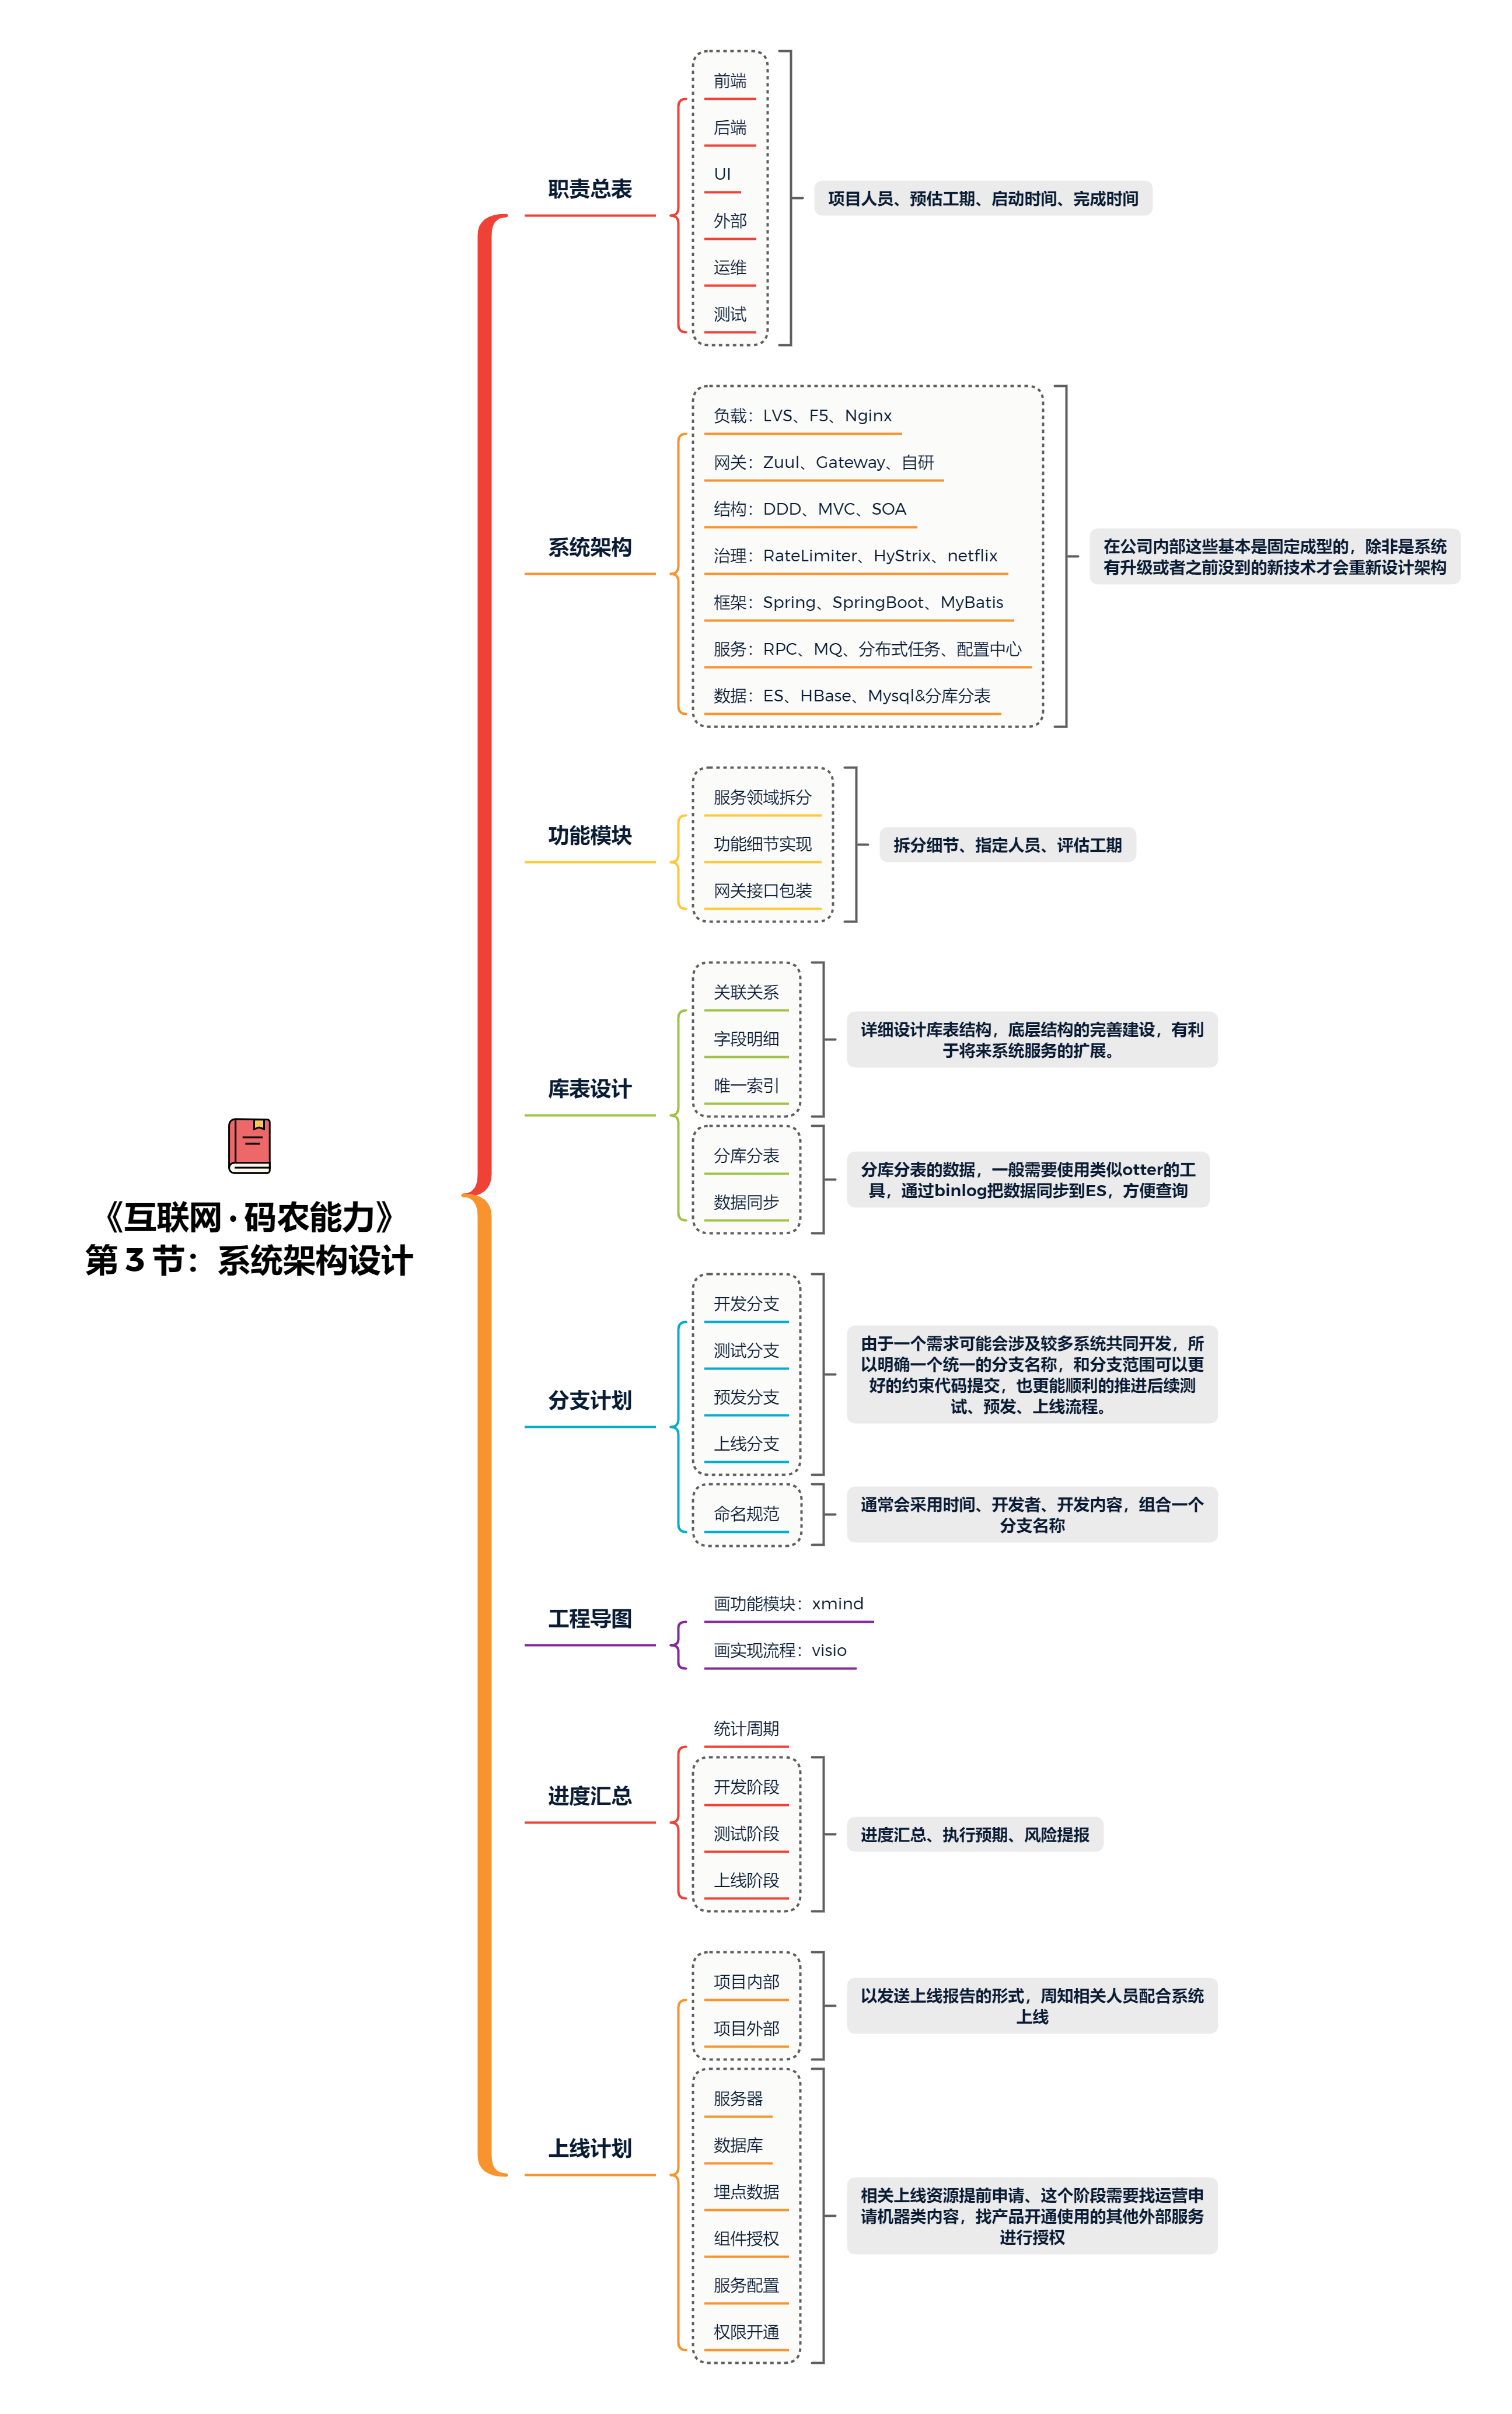 《互联网·码农能力》
第 3 节：系统架构设计
职责总表
前端
后端
UI
外部
运维
测试
项目人员、预估工期、启动时间、完成时间
系统架构
负载：LVS、F5、Nginx
网关：Zuul、Gateway、自研
结构：DDD、MVC、SOA
治理：RateLimiter、HyStrix、netflix
框架：Spring、SpringBoot、MyBatis
服务：RPC、MQ、分布式任务、配置中心
数据：ES、HBase、Mysql&分库分表
在公司内部这些基本是固定成型的，除非是系统
有升级或者之前没到的新技术才会重新设计架构
功能模块
服务领域拆分
功能细节实现
网关接口包装
拆分细节、指定人员、评估工期
库表设计
关联关系
字段明细
唯一索引
详细设计库表结构，底层结构的完善建设，有利
于将来系统服务的扩展。
分库分表
数据同步
分库分表的数据，一般需要使用类似otter的工
具，通过binlog把数据同步到ES，方便查询
分支计划
开发分支
测试分支
预发分支
上线分支
由于一个需求可能会涉及较多系统共同开发，所
以明确一个统一的分支名称，和分支范围可以更
好的约束代码提交，也更能顺利的推进后续测
试、预发、上线流程。
命名规范
通常会采用时间、开发者、开发内容，组合一个
分支名称
工程导图
画功能模块：xmind
画实现流程：visio
进度汇总
统计周期
开发阶段
测试阶段
上线阶段
进度汇总、执行预期、风险提报
上线计划
项目内部
项目外部
以发送上线报告的形式，周知相关人员配合系统
上线
服务器
数据库
埋点数据
组件授权
服务配置
权限开通
相关上线资源提前申请、这个阶段需要找运营申
请机器类内容，找产品开通使用的其他外部服务
进行授权